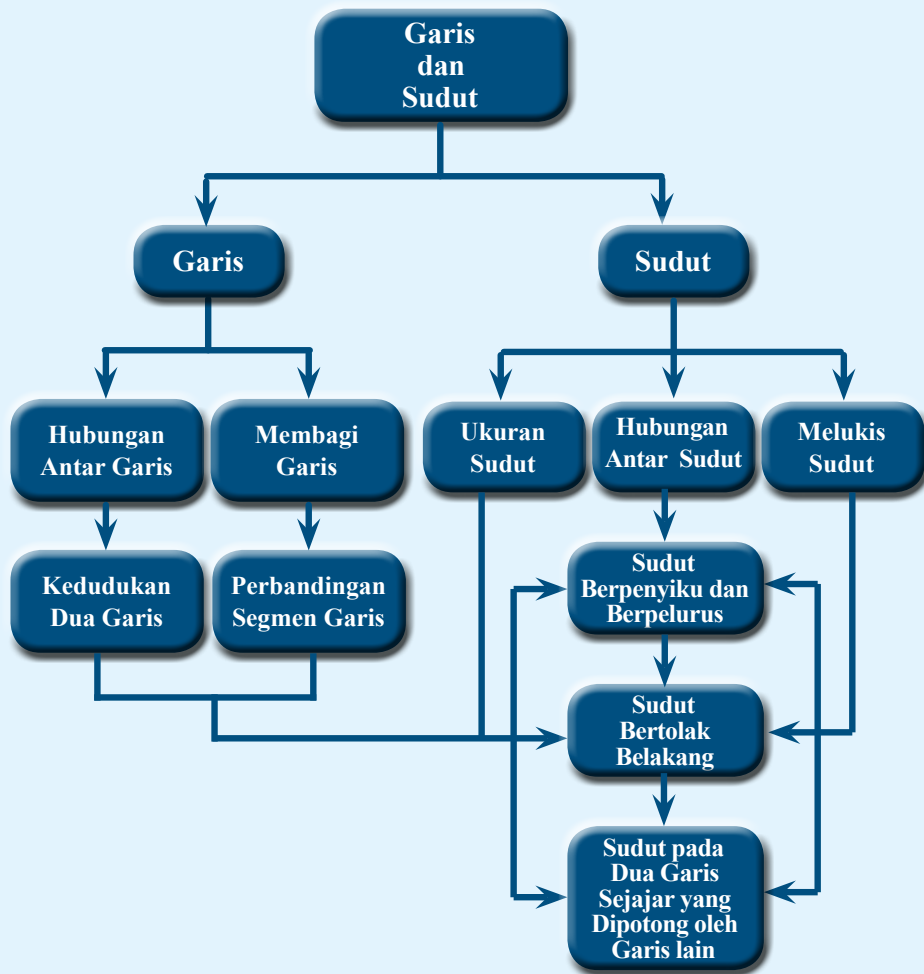 Garis
dan
Sudut
Garis
Sudut
Hubungan
Antar Garis
Membagi
Garis
Ukuran
Sudut
Hubungan
Antar Sudut
Melukis
Sudut
Kedudukan
Dua Garis
Perbandingan
Segmen Garis
Sudut
Berpenyiku dan
Berpelurus
Sudut
Bertolak
Belakang
Sudut pada
Dua Garis
Sejajar yang
Dipotong oleh
Garis lain